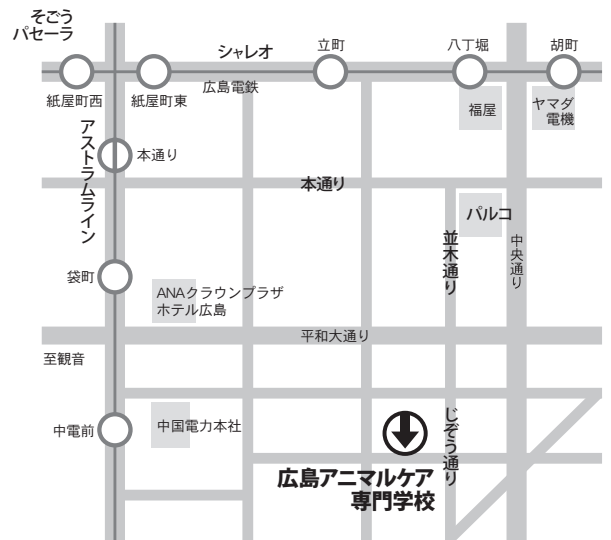 そごう
パセーラ
シャレオ
立町
八丁堀
胡町
紙屋町西
紙屋町東
広島電鉄
福屋
ヤマダ
電機
アストラムライン
本通り
本通り
パルコ
並木通り
中央通り
袋町
ANAクラウンプラザ
ホテル広島
平和大通り
至観音
中電前
中国電力本社
じぞう通り
広島アニマルケア
専門学校